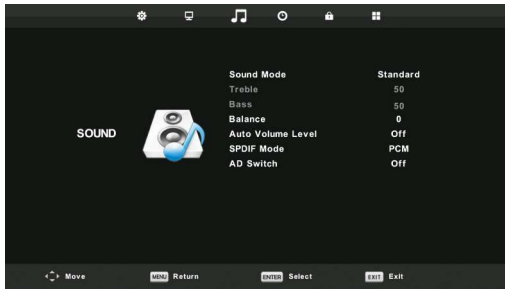 Sound Mode Standard
Treble 50
Bass 50
Balance 0
SOUND
Auto Volume Level Off
SPDIF Mode PCM
AD Switch Off
Move MENU Return ENTER Select EXIT Exit